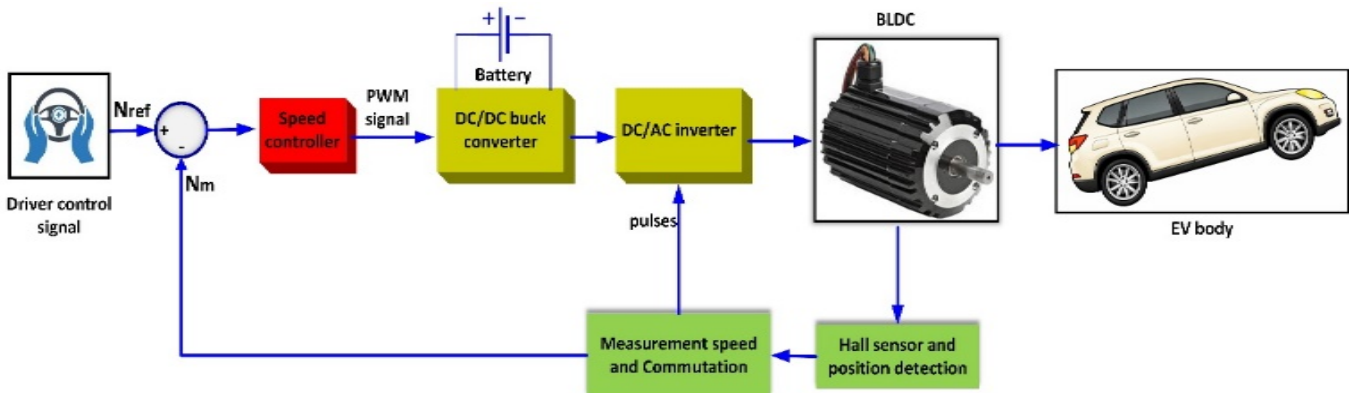 BLDC
+ −
Battery
Nref
+
-
Speed
controller
PWM
signal
DC/DC buck
converter
DC/AC inverter
Nm
Driver control
signal
pulses
EV body
Measurement speed
and Commutation
Hall sensor and
position detection